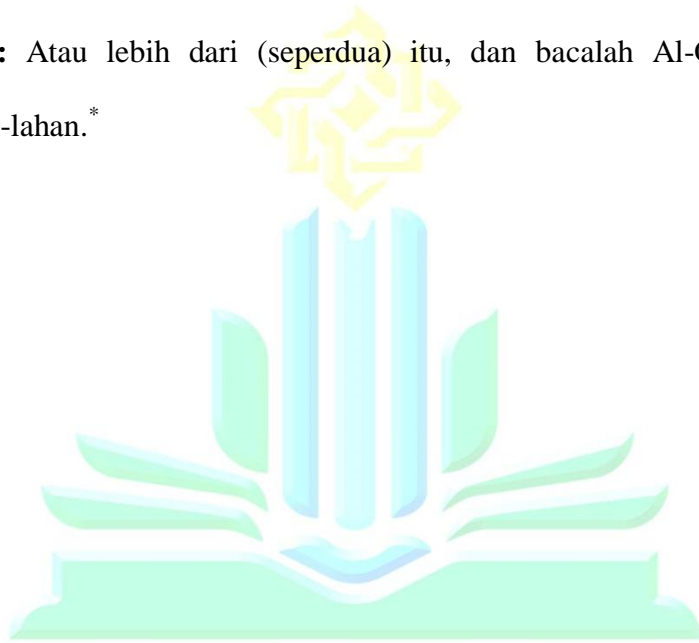 : Atau lebih dari (seperdua) itu, dan bacalah Al-
-lahan.*